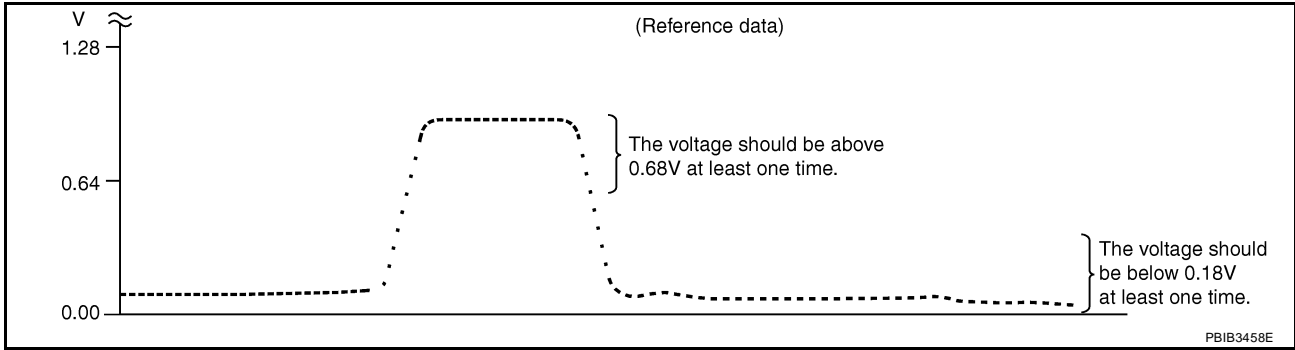 V
(Reference data)
1.28
The voltage should be above
0.68V at least one time.
0.64
The voltage should
be below 0.18V
at least one time.
0.00
PBIB3458E